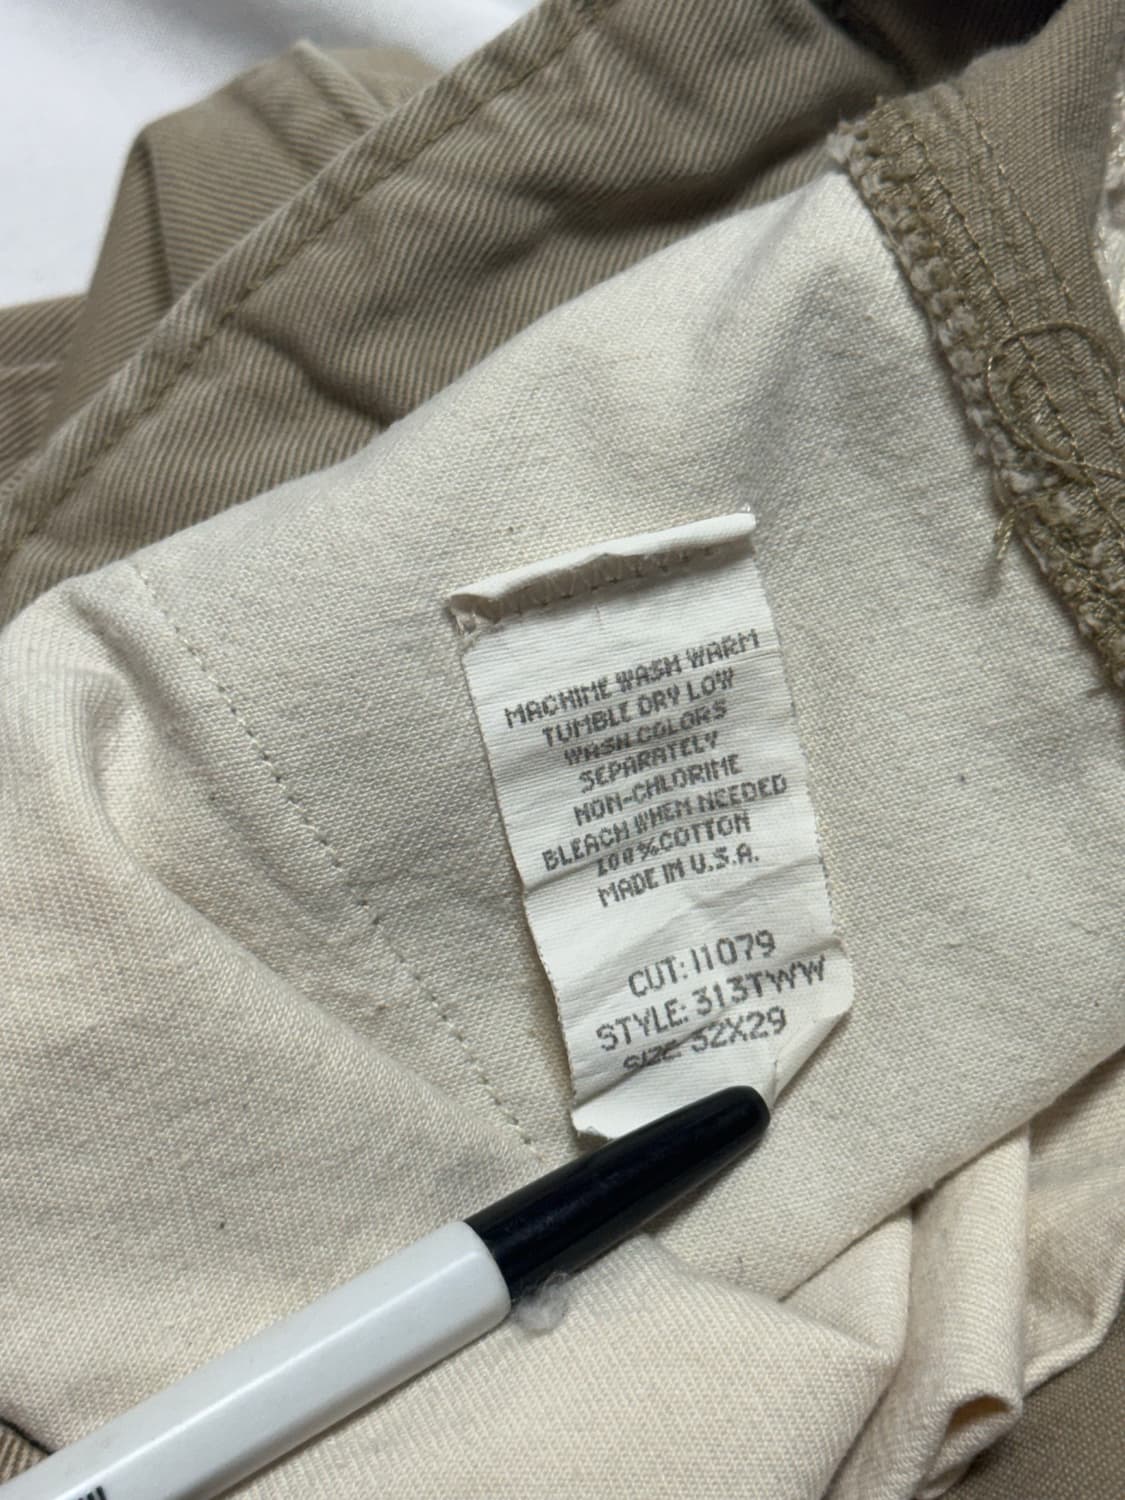 MACHINE WASH WARM
TUMBLE DRY LOW
WASH COLORS
SEPARATELY
NON-CHLORINE
BLEACH WHEN NEEDED
100%COTTON
MADE IN U.S.A.
CUT: 11079
STYLE: 313TWW
SIZE 32X29